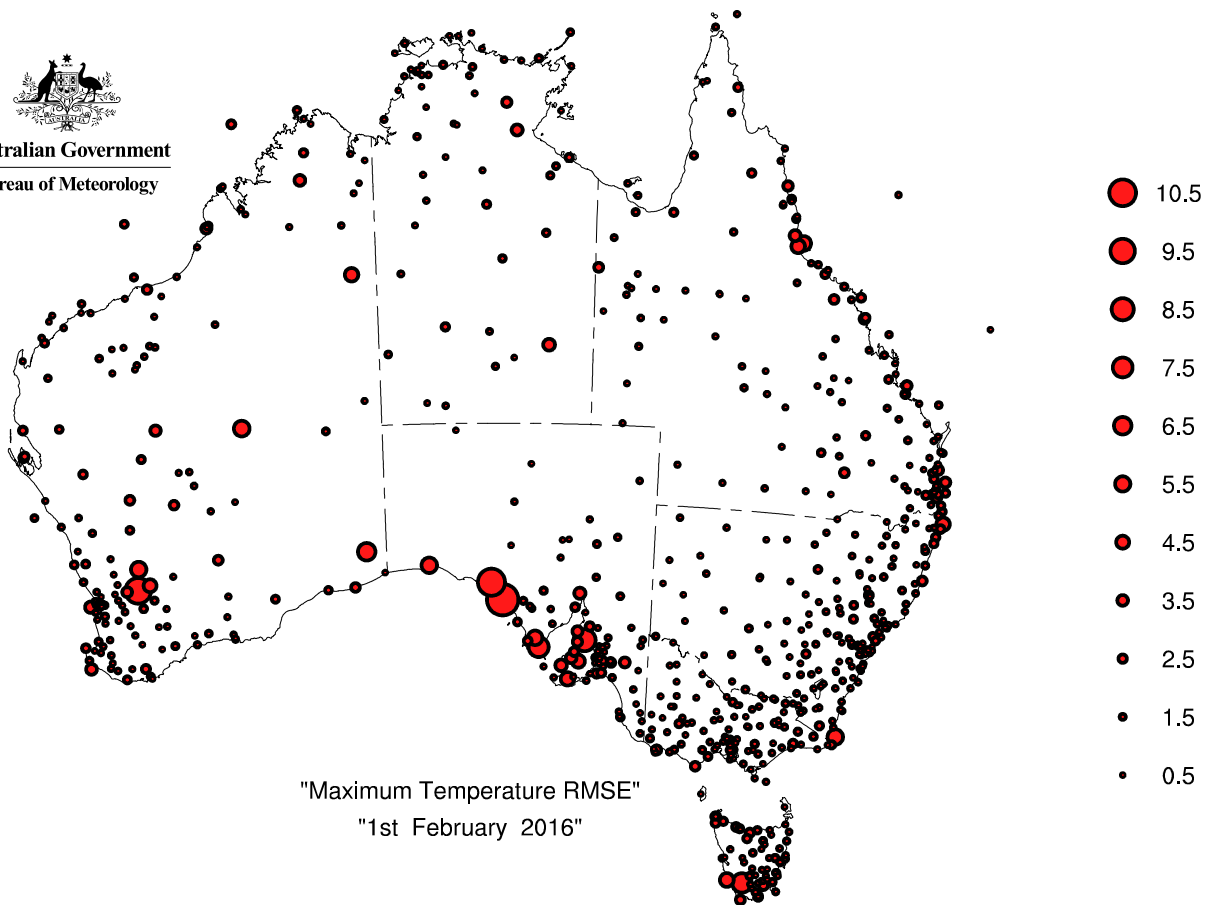 AUSTRALIA
tralian Government
reau of Meteorology
10.5
9.5
8.5
7.5
6.5
5.5
4.5
3.5
2.5
1.5
0.5
"Maximum Temperature RMSE"
"1st February 2016"